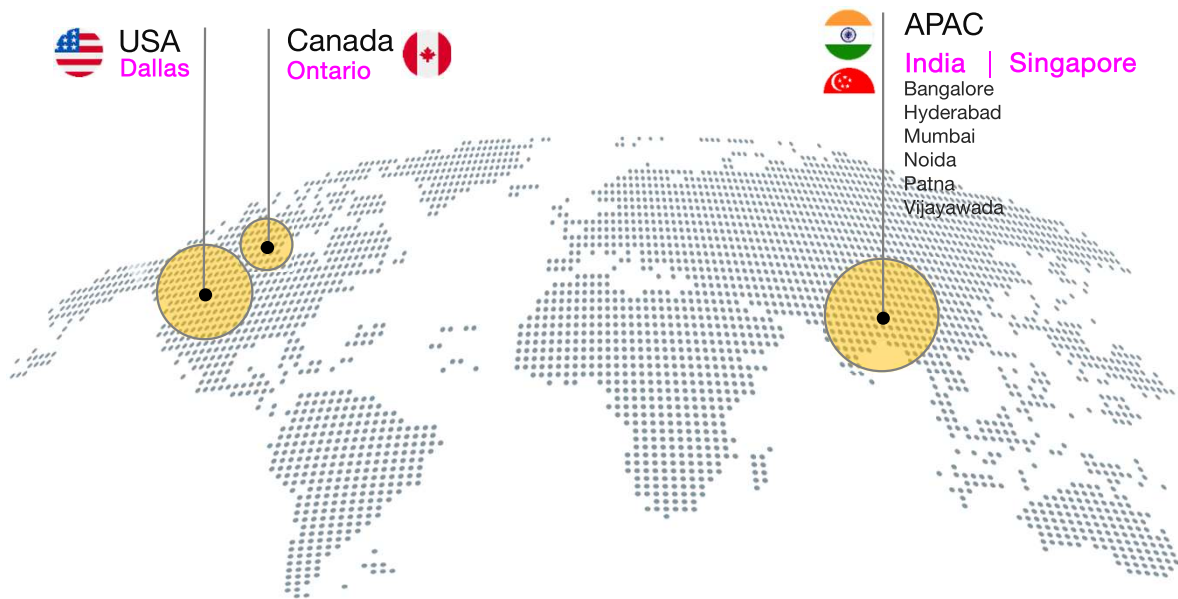 USA
Dallas
Canada
Ontario
APAC
India | Singapore
Bangalore
Hyderabad
Mumbai
Noida
Patna
Vijayawada